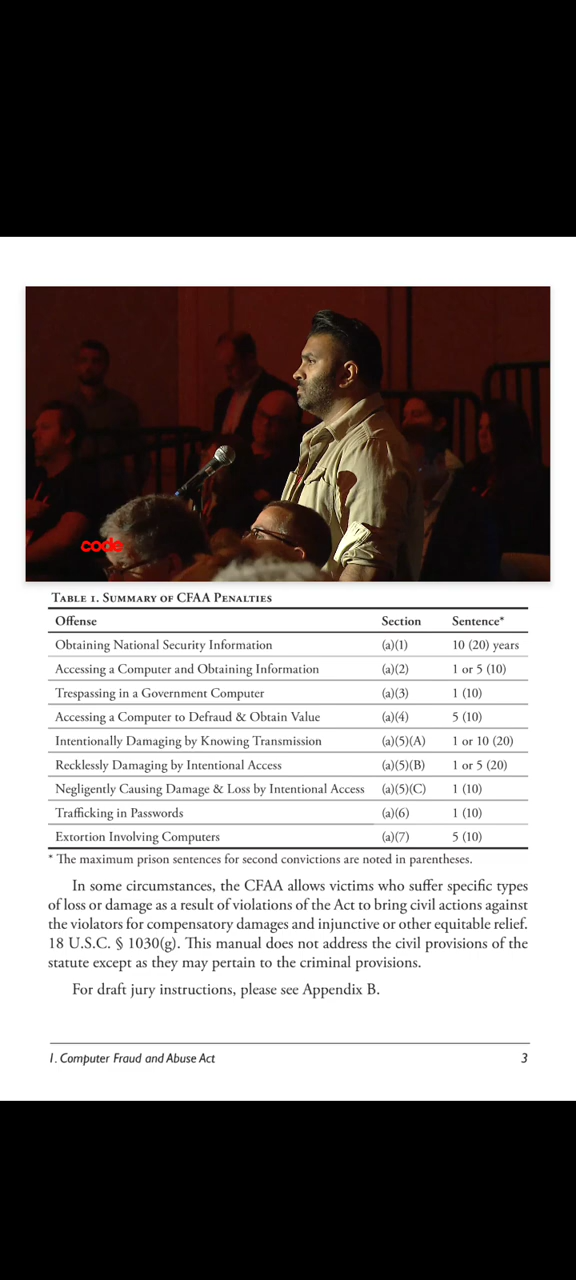 code
TABLE 1. SUMMARY OF CFAA PENALTIES
Offense Section Sentence*
Obtaining National Security Information (a)(1) 10 (20) years
Accessing a Computer and Obtaining Information (a)(2) 1 or 5 (10)
Trespassing in a Government Computer (a)(3) 1 (10)
Accessing a Computer to Defraud & Obtain Value (a)(4) 5 (10)
Intentionally Damaging by Knowing Transmission (a)(5)(A) 1 or 10 (20)
Recklessly Damaging by Intentional Access (a)(5)(B) 1 or 5 (20)
Negligently Causing Damage & Loss by Intentional Access (a)(5)(C) 1 (10)
Trafficking in Passwords (a)(6) 1 (10)
Extortion Involving Computers (a)(7) 5 (10)
* The maximum prison sentences for second convictions are noted in parentheses.
In some circumstances, the CFAA allows victims who suffer specific types
of loss or damage as a result of violations of the Act to bring civil actions against
the violators for compensatory damages and injunctive or other equitable relief.
18 U.S.C. § 1030(g). This manual does not address the civil provisions of the
statute except as they may pertain to the criminal provisions.
For draft jury instructions, please see Appendix B.
1. Computer Fraud and Abuse Act 3